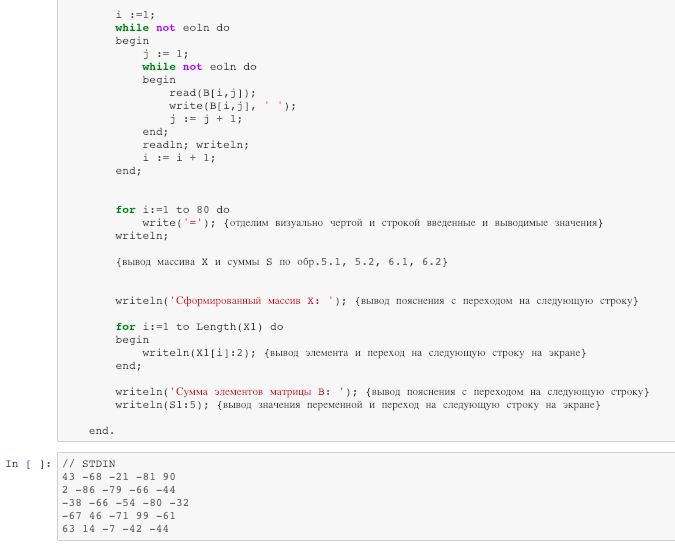 i :=1;
while not eoln do
begin
j := 1;
while not eoln do
begin
read(B[i,j]);
write(B[i,j], ' ');
j := j + 1;
end;
readln; writeln;
i := i + 1;
end;
for i:=1 to 80 do
write('='); {отделим визуально чертой и строкой введенные и выводимые значения}
writeln;
{вывод массива X и суммы S по обр.5.1, 5.2, 6.1, 6.2}
writeln('Сформированный массив X: '); {вывод пояснения с переходом на следующую строку}
for i:=1 to Length(X1) do
begin
writeln(X1[i]:2); {вывод элемента и переход на следующую строку на экране}
end;
writeln('Сумма элементов матрицы B: '); {вывод пояснения с переходом на следующую строку}
writeln(S1:5); {вывод значения переменной и переход на следующую строку на экране}
end.
In [ ]: // STDIN
43 -68 -21 -81 90
2 -86 -79 -66 -44
-38 -66 -54 -80 -32
-67 46 -71 99 -61
63 14 -7 -42 -44